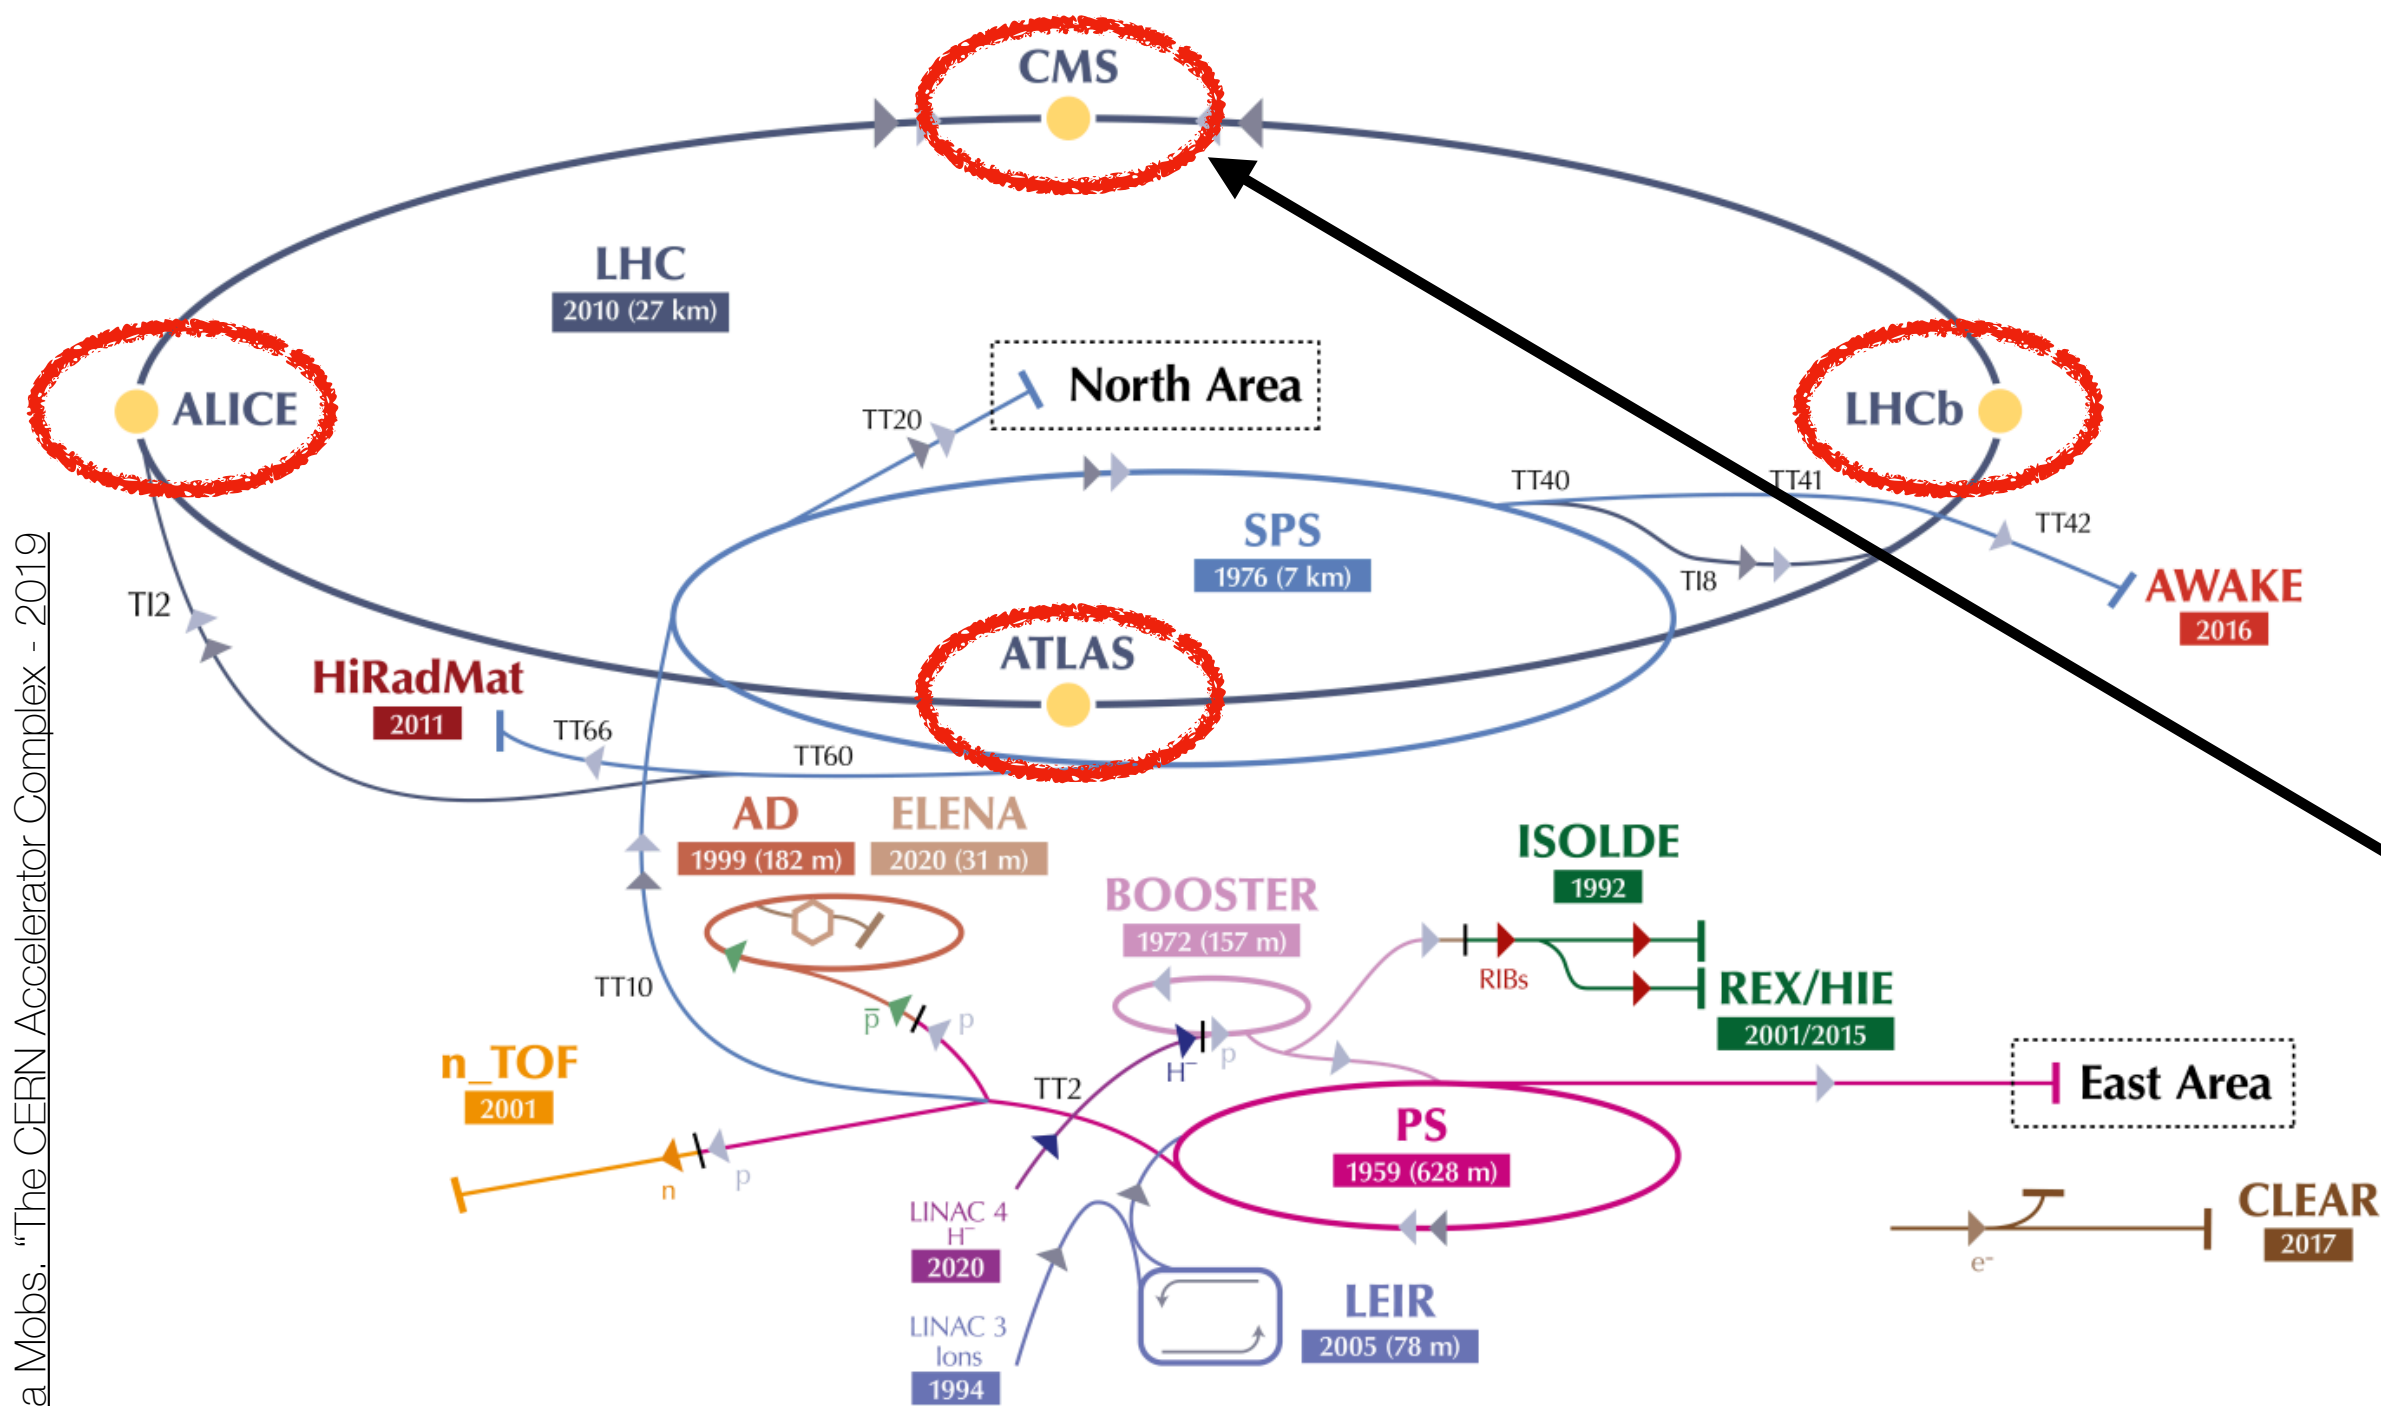 CMS
LHC
2010 (27 km)
North Area
ALICE
LHCb
TT20
TT40
TT41
TT42
SPS
1976 (7 km)
TI8
AWAKE
2016
TI2
ATLAS
HiRadMat
2011
TT66
TT60
AD
1999 (182 m)
ELENA
2020 (31 m)
ISOLDE
1992
BOOSTER
1972 (157 m)
RIBs
REX/HIE
2001/2015
TT10
p̅
p
H⁻
p
n_TOF
2001
TT2
East Area
PS
1959 (628 m)
n
p
LINAC 4
H⁻
2020
CLEAR
2017
e⁻
LEIR
2005 (78 m)
LINAC 3
Ions
1994
a Mobs. “The CERN Accelerator Complex - 2019